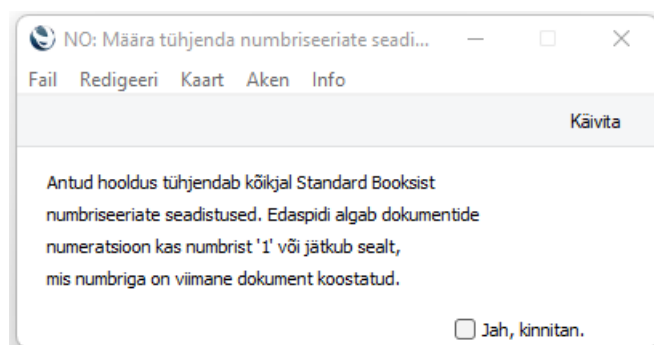 NO: Määra tühjenda numbriseeriate seadi...
Fail Redigeeri Kaart Aken Info
Käivita
Antud hooldus tühjendab kõikjal Standard Booksist
numbriseeriate seadistused. Edaspidi algab dokumentide
numeratsioon kas numbrist '1' või jätkub sealt,
mis numbriga on viimane dokument koostatud.
Jah, kinnitan.